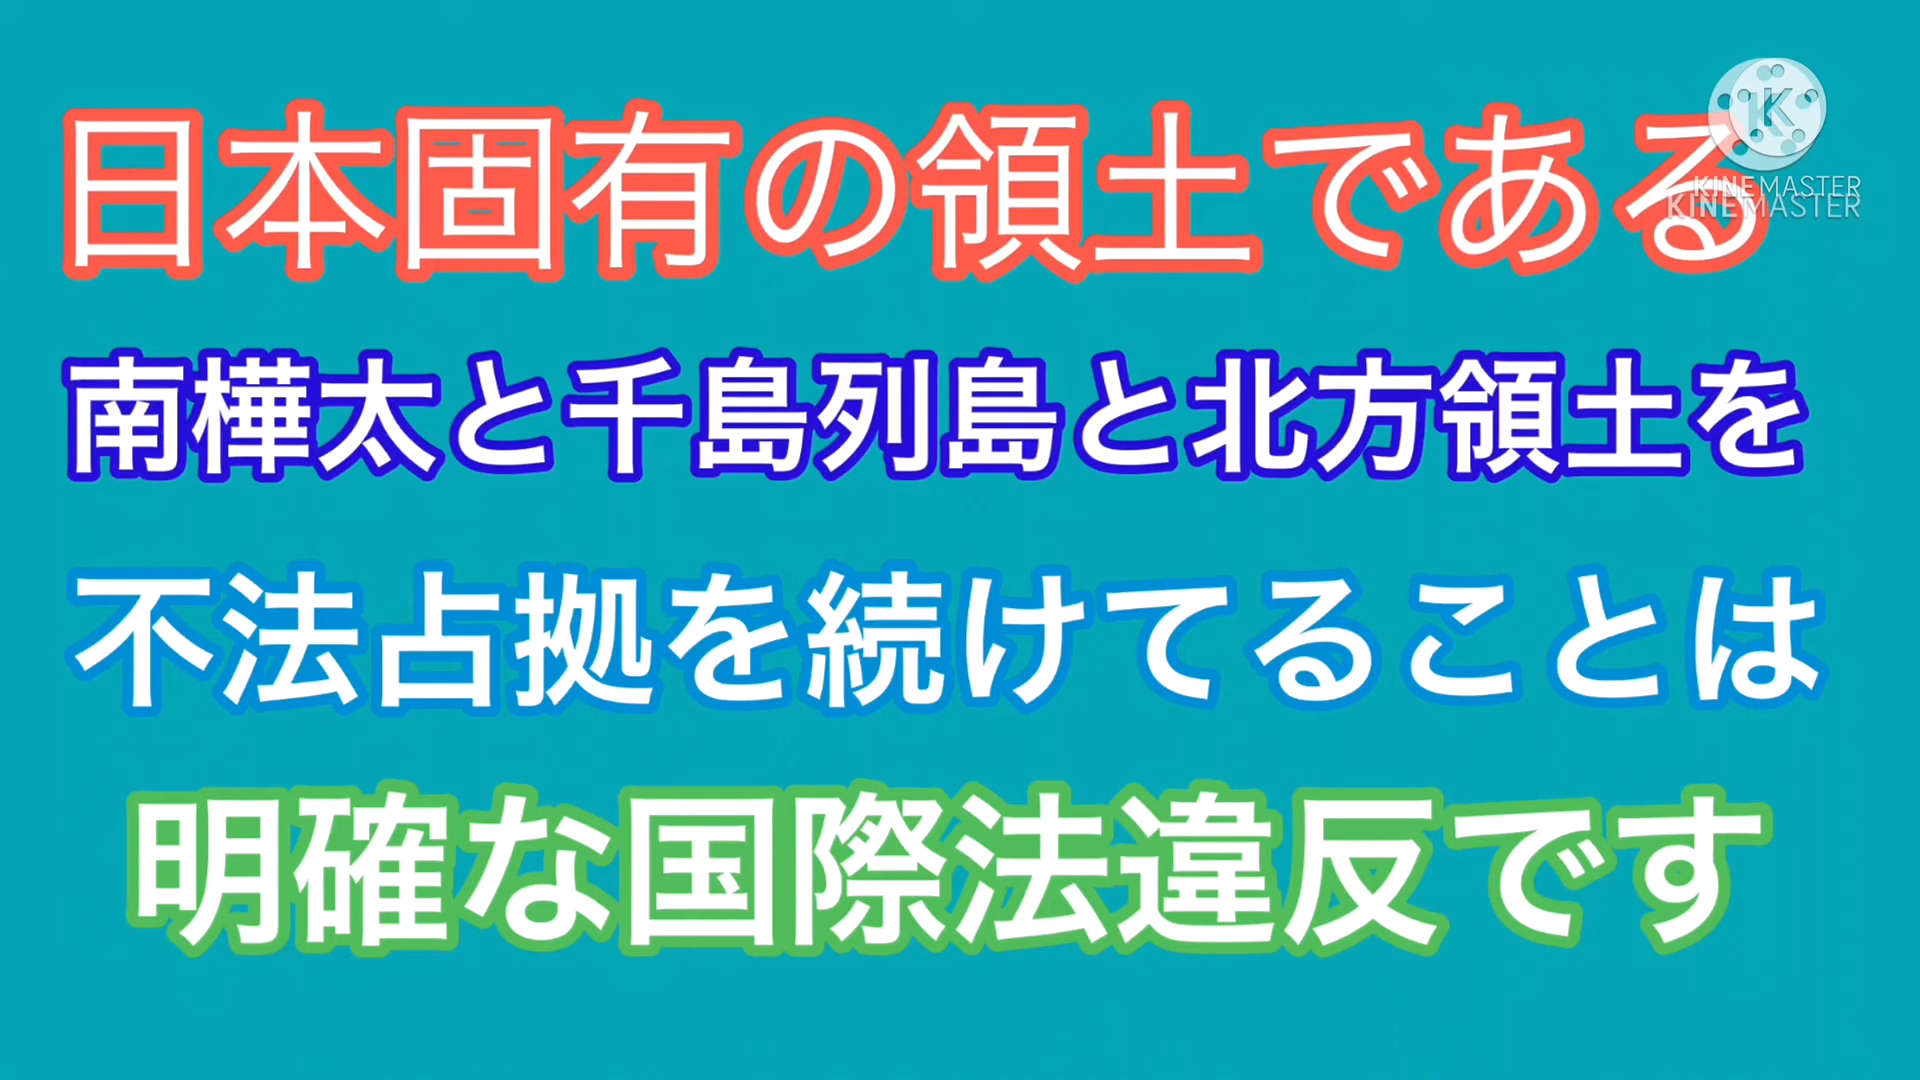 日本固有の領土である
KINEMASTER
KINEMASTER
南樺太と千島列島と北方領土を
不法占拠を続けてることは
明確な国際法違反です